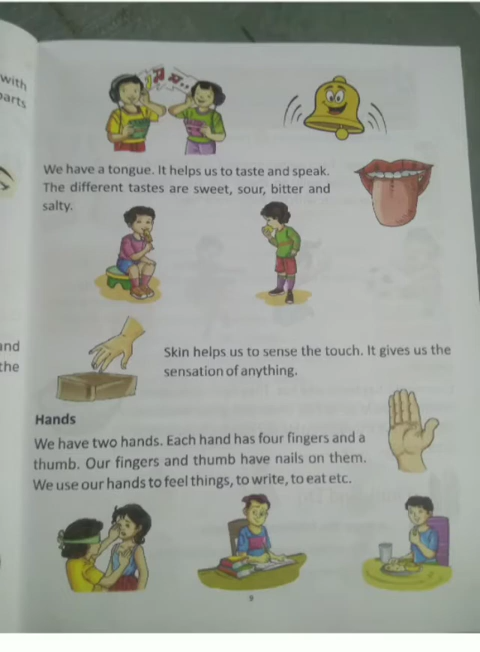 with
parts
We have a tongue. It helps us to taste and speak.
The different tastes are sweet, sour, bitter and
salty.
and
the
Skin helps us to sense the touch. It gives us the
sensation of anything.
Hands
We have two hands. Each hand has four fingers and a
thumb. Our fingers and thumb have nails on them.
We use our hands to feel things, to write, to eat etc.
9